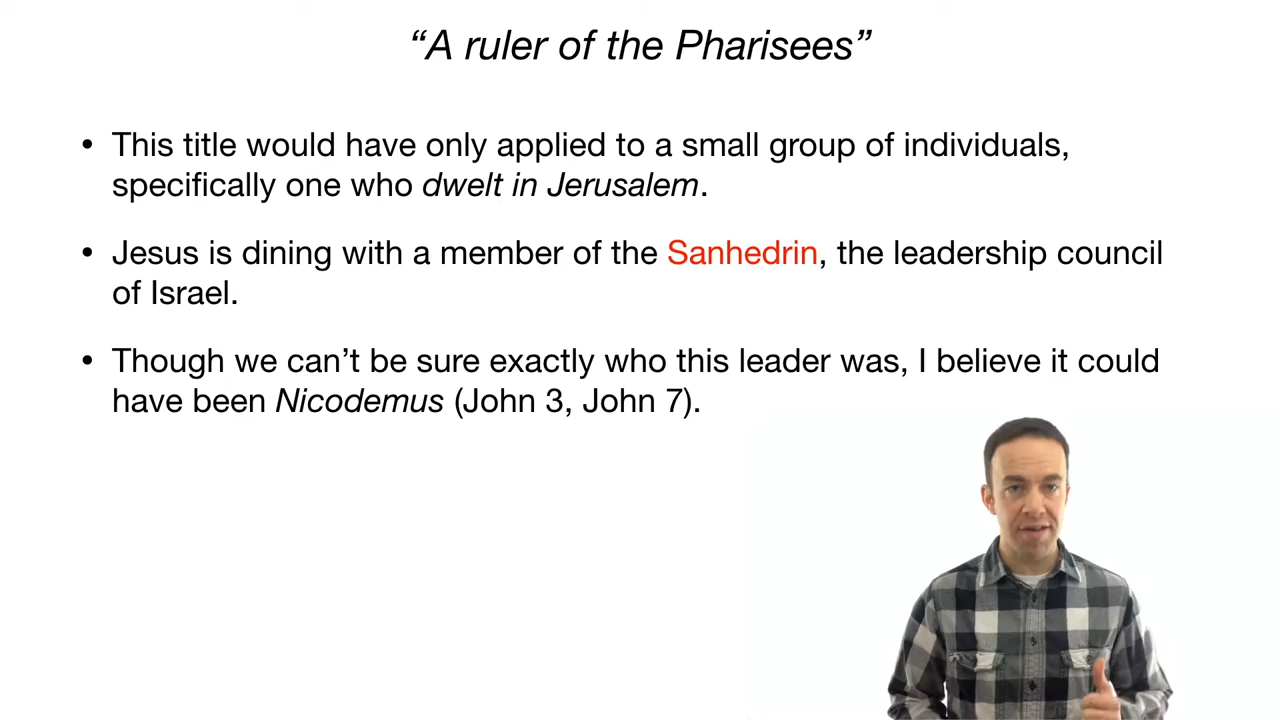 “A ruler of the Pharisees”
• This title would have only applied to a small group of individuals,
specifically one who dwelt in Jerusalem.
• Jesus is dining with a member of the Sanhedrin, the leadership council
of Israel.
• Though we can’t be sure exactly who this leader was, I believe it could
have been Nicodemus (John 3, John 7).